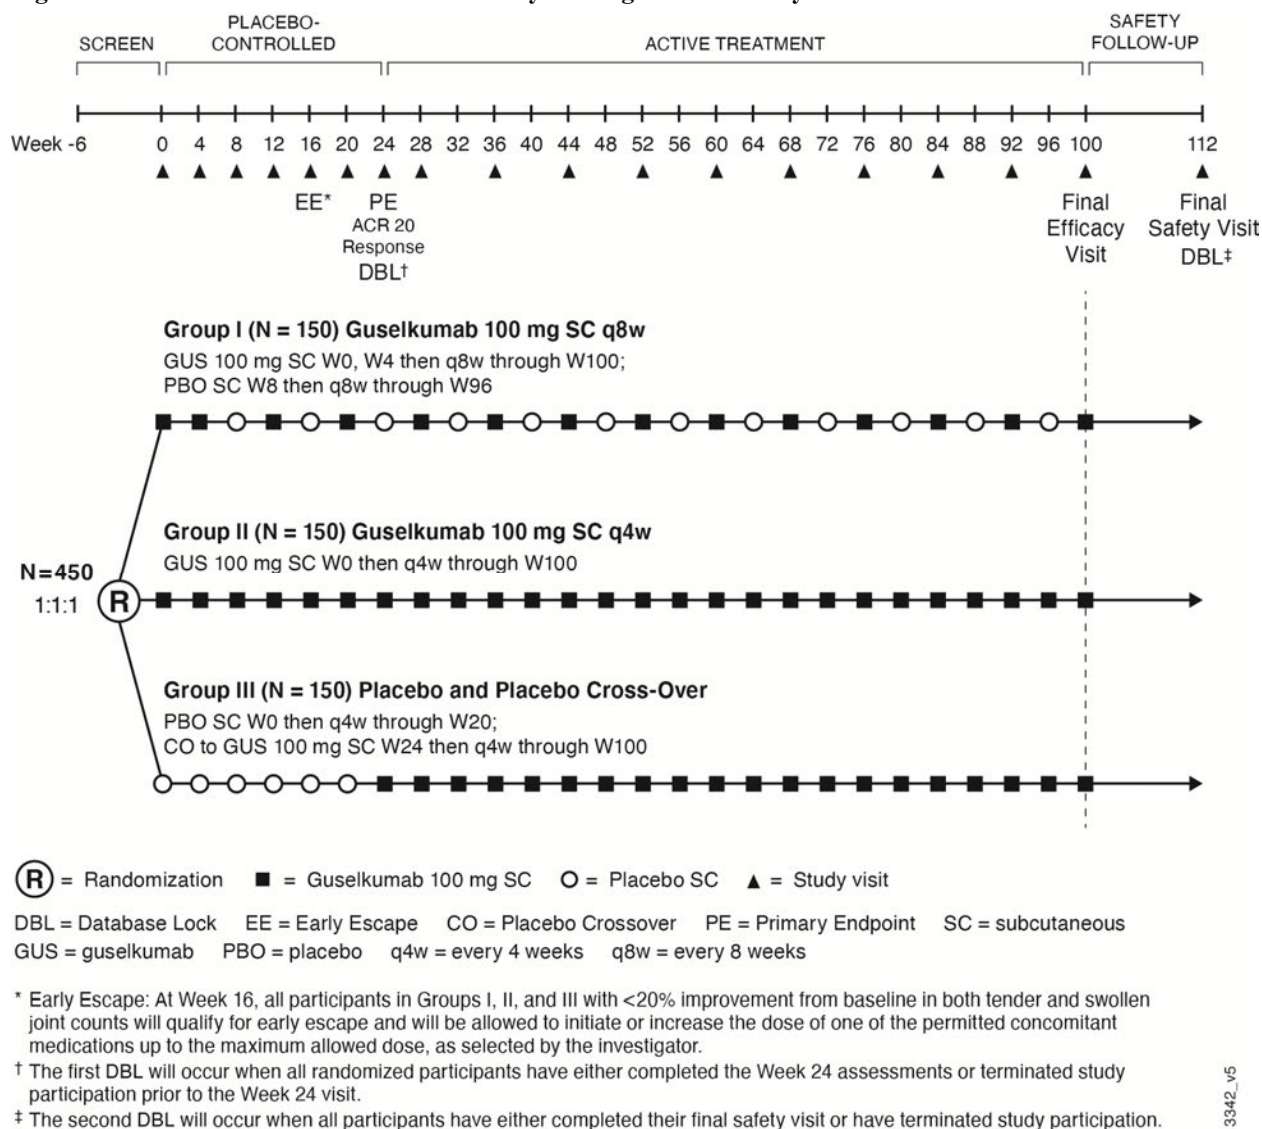 PLACEBO-
SAFETY
SCREEN
CONTROLLED
ACTIVE TREATMENT
FOLLOW-UP
Week -6 0 4 8 12 16 20 24 28 32 36 40 44 48 52 56 60 64 68 72 76 80 84 88 92 96 100 112
EE* PE Final Final
ACR 20 Efficacy Safety Visit
Response Visit DBL‡
DBL†
Group I (N = 150) Guselkumab 100 mg SC q8w
GUS 100 mg SC W0, W4 then q8w through W100;
PBO SC W8 then q8w through W96
Group II (N = 150) Guselkumab 100 mg SC q4w
GUS 100 mg SC W0 then q4w through W100
N=450
1:1:1
R
Group III (N = 150) Placebo and Placebo Cross-Over
PBO SC W0 then q4w through W20;
CO to GUS 100 mg SC W24 then q4w through W100
R = Randomization ■ = Guselkumab 100 mg SC O = Placebo SC ▲ = Study visit
DBL = Database Lock EE = Early Escape CO = Placebo Crossover PE = Primary Endpoint SC = subcutaneous
GUS = guselkumab PBO = placebo q4w = every 4 weeks q8w = every 8 weeks
* Early Escape: At Week 16, all participants in Groups I, II, and III with <20% improvement from baseline in both tender and swollen
joint counts will qualify for early escape and will be allowed to initiate or increase the dose of one of the permitted concomitant
medications up to the maximum allowed dose, as selected by the investigator.
† The first DBL will occur when all randomized participants have either completed the Week 24 assessments or terminated study
participation prior to the Week 24 visit.
‡ The second DBL will occur when all participants have either completed their final safety visit or have terminated study participation.
3342_v5